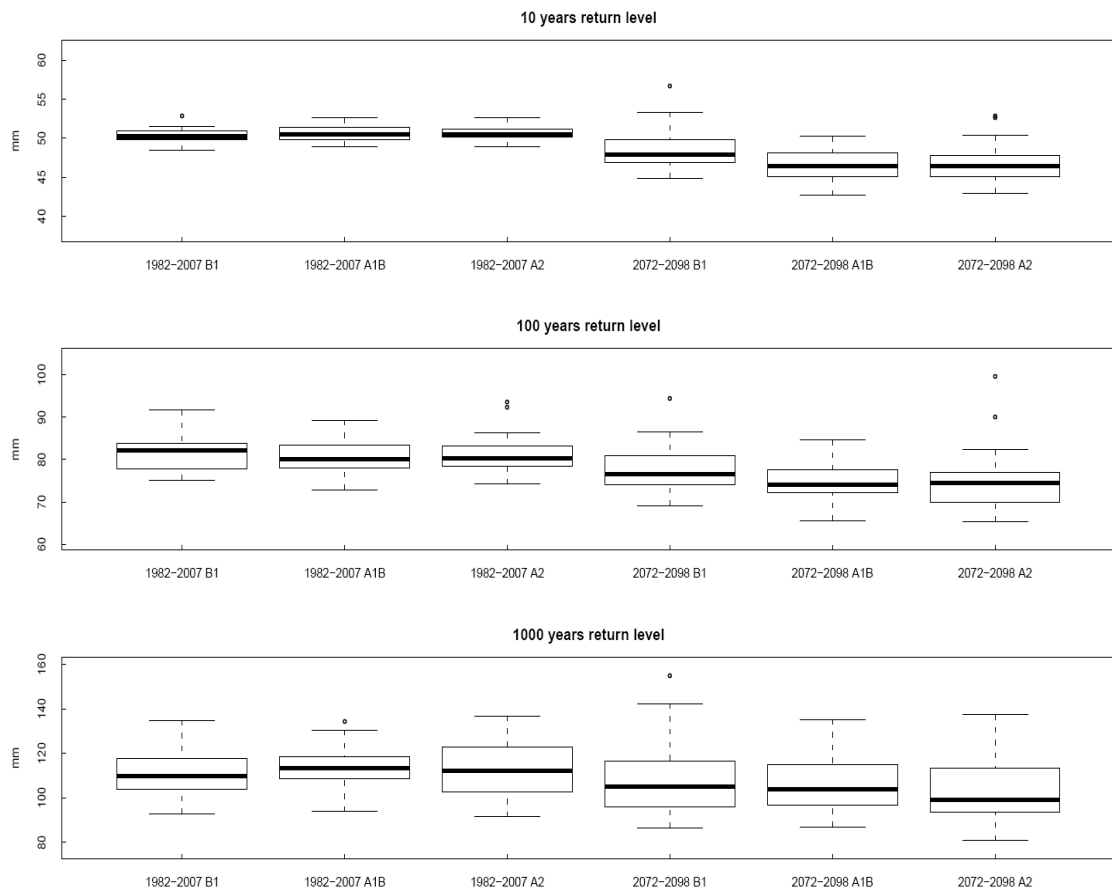 10 years return level
60
55
50
45
40
mm
1982−2007 B1
1982−2007 A1B
1982−2007 A2
2072−2098 B1
2072−2098 A1B
2072−2098 A2
100 years return level
100
90
80
70
60
mm
1982−2007 B1
1982−2007 A1B
1982−2007 A2
2072−2098 B1
2072−2098 A1B
2072−2098 A2
1000 years return level
160
140
120
100
80
mm
1982−2007 B1
1982−2007 A1B
1982−2007 A2
2072−2098 B1
2072−2098 A1B
2072−2098 A2